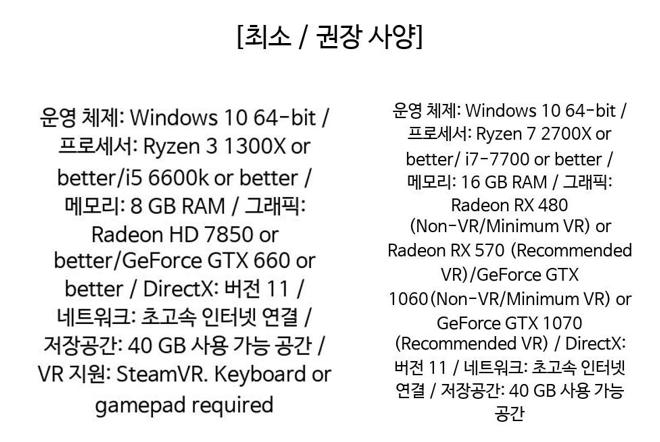 [최소 / 권장 사양]
운영 체제: Windows 10 64-bit /
프로세서: Ryzen 3 1300X or
better/i5 6600k or better /
메모리: 8 GB RAM / 그래픽:
Radeon HD 7850 or
better/GeForce GTX 660 or
better / DirectX: 버전 11 /
네트워크: 초고속 인터넷 연결 /
저장공간: 40 GB 사용 가능 공간 /
VR 지원: SteamVR. Keyboard or
gamepad required
운영 체제: Windows 10 64-bit /
프로세서: Ryzen 7 2700X or
better/ i7-7700 or better /
메모리: 16 GB RAM / 그래픽:
Radeon RX 480
(Non-VR/Minimum VR) or
Radeon RX 570 (Recommended
VR)/GeForce GTX
1060(Non-VR/Minimum VR) or
GeForce GTX 1070
(Recommended VR) / DirectX:
버전 11 / 네트워크: 초고속 인터넷
연결 / 저장공간: 40 GB 사용 가능
공간